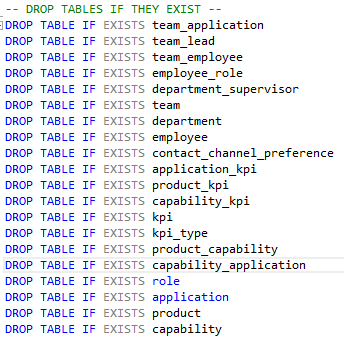 -- DROP TABLES IF THEY EXIST --
DROP TABLE IF EXISTS team_application
DROP TABLE IF EXISTS team_lead
DROP TABLE IF EXISTS team_employee
DROP TABLE IF EXISTS employee_role
DROP TABLE IF EXISTS department_supervisor
DROP TABLE IF EXISTS team
DROP TABLE IF EXISTS department
DROP TABLE IF EXISTS employee
DROP TABLE IF EXISTS contact_channel_preference
DROP TABLE IF EXISTS application_kpi
DROP TABLE IF EXISTS product_kpi
DROP TABLE IF EXISTS capability_kpi
DROP TABLE IF EXISTS kpi
DROP TABLE IF EXISTS kpi_type
DROP TABLE IF EXISTS product_capability
DROP TABLE IF EXISTS capability_application
DROP TABLE IF EXISTS role
DROP TABLE IF EXISTS application
DROP TABLE IF EXISTS product
DROP TABLE IF EXISTS capability